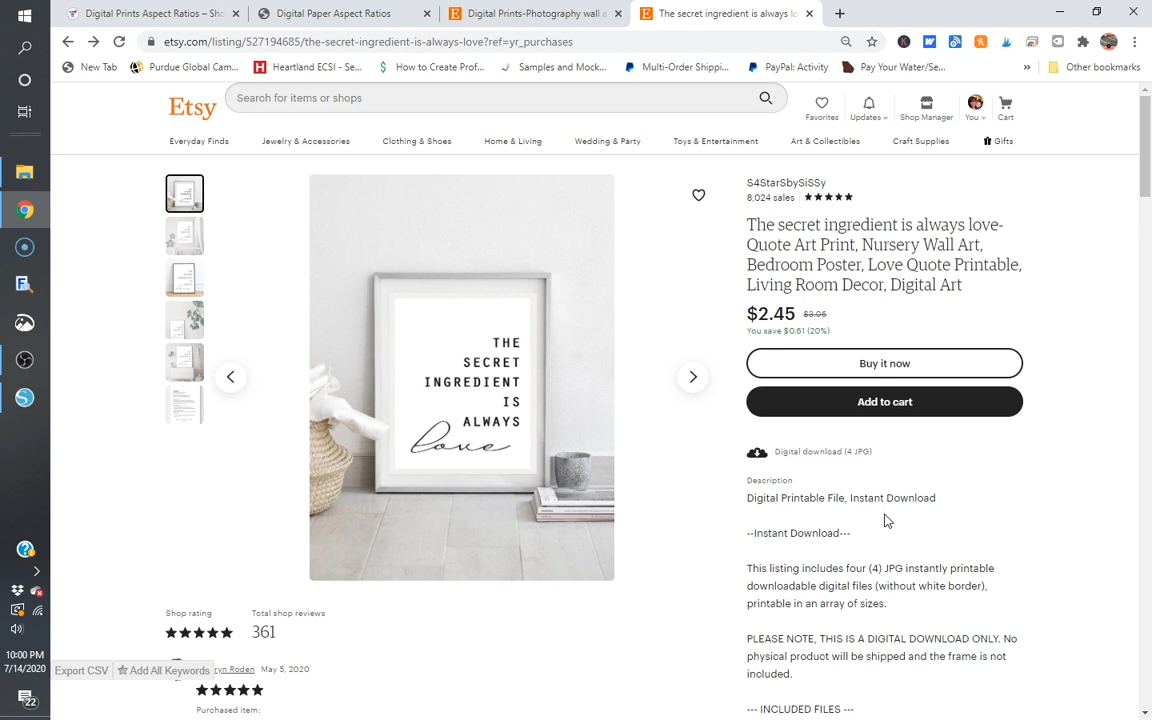 Digital Prints Aspect Ratios – Sho
Digital Paper Aspect Ratios
Digital Prints-Photography wall a
The secret ingredient is always lo
etsy.com/listing/527194685/the-secret-ingredient-is-always-love?ref=yr_purchases
New Tab
Purdue Global Cam...
Heartland ECSI - Se...
How to Create Prof...
Samples and Mock...
Multi-Order Shippi...
PayPal: Activity
Pay Your Water/Se...
Other bookmarks
Etsy
Search for items or shops
Favorites
Updates
Shop Manager
You
Cart
Everyday Finds
Jewelry & Accessories
Clothing & Shoes
Home & Living
Wedding & Party
Toys & Entertainment
Art & Collectibles
Craft Supplies
Gifts
THE
SECRET
INGREDIENT
IS
ALWAYS
love
S4StarSbySiSSy
8,024 sales
The secret ingredient is always love-
Quote Art Print, Nursery Wall Art,
Bedroom Poster, Love Quote Printable,
Living Room Decor, Digital Art
$2.45 $3.06
You save $0.61 (20%)
Buy it now
Add to cart
Digital download (4 JPG)
Description
Digital Printable File, Instant Download
--Instant Download---
This listing includes four (4) JPG instantly printable
downloadable digital files (without white border),
printable in an array of sizes.
PLEASE NOTE, THIS IS A DIGITAL DOWNLOAD ONLY. No
physical product will be shipped and the frame is not
included.
--- INCLUDED FILES ---
Shop rating
Total shop reviews
361
ryn Roden May 5, 2020
Purchased item:
Export CSV
Add All Keywords
10:00 PM
7/14/2020
22